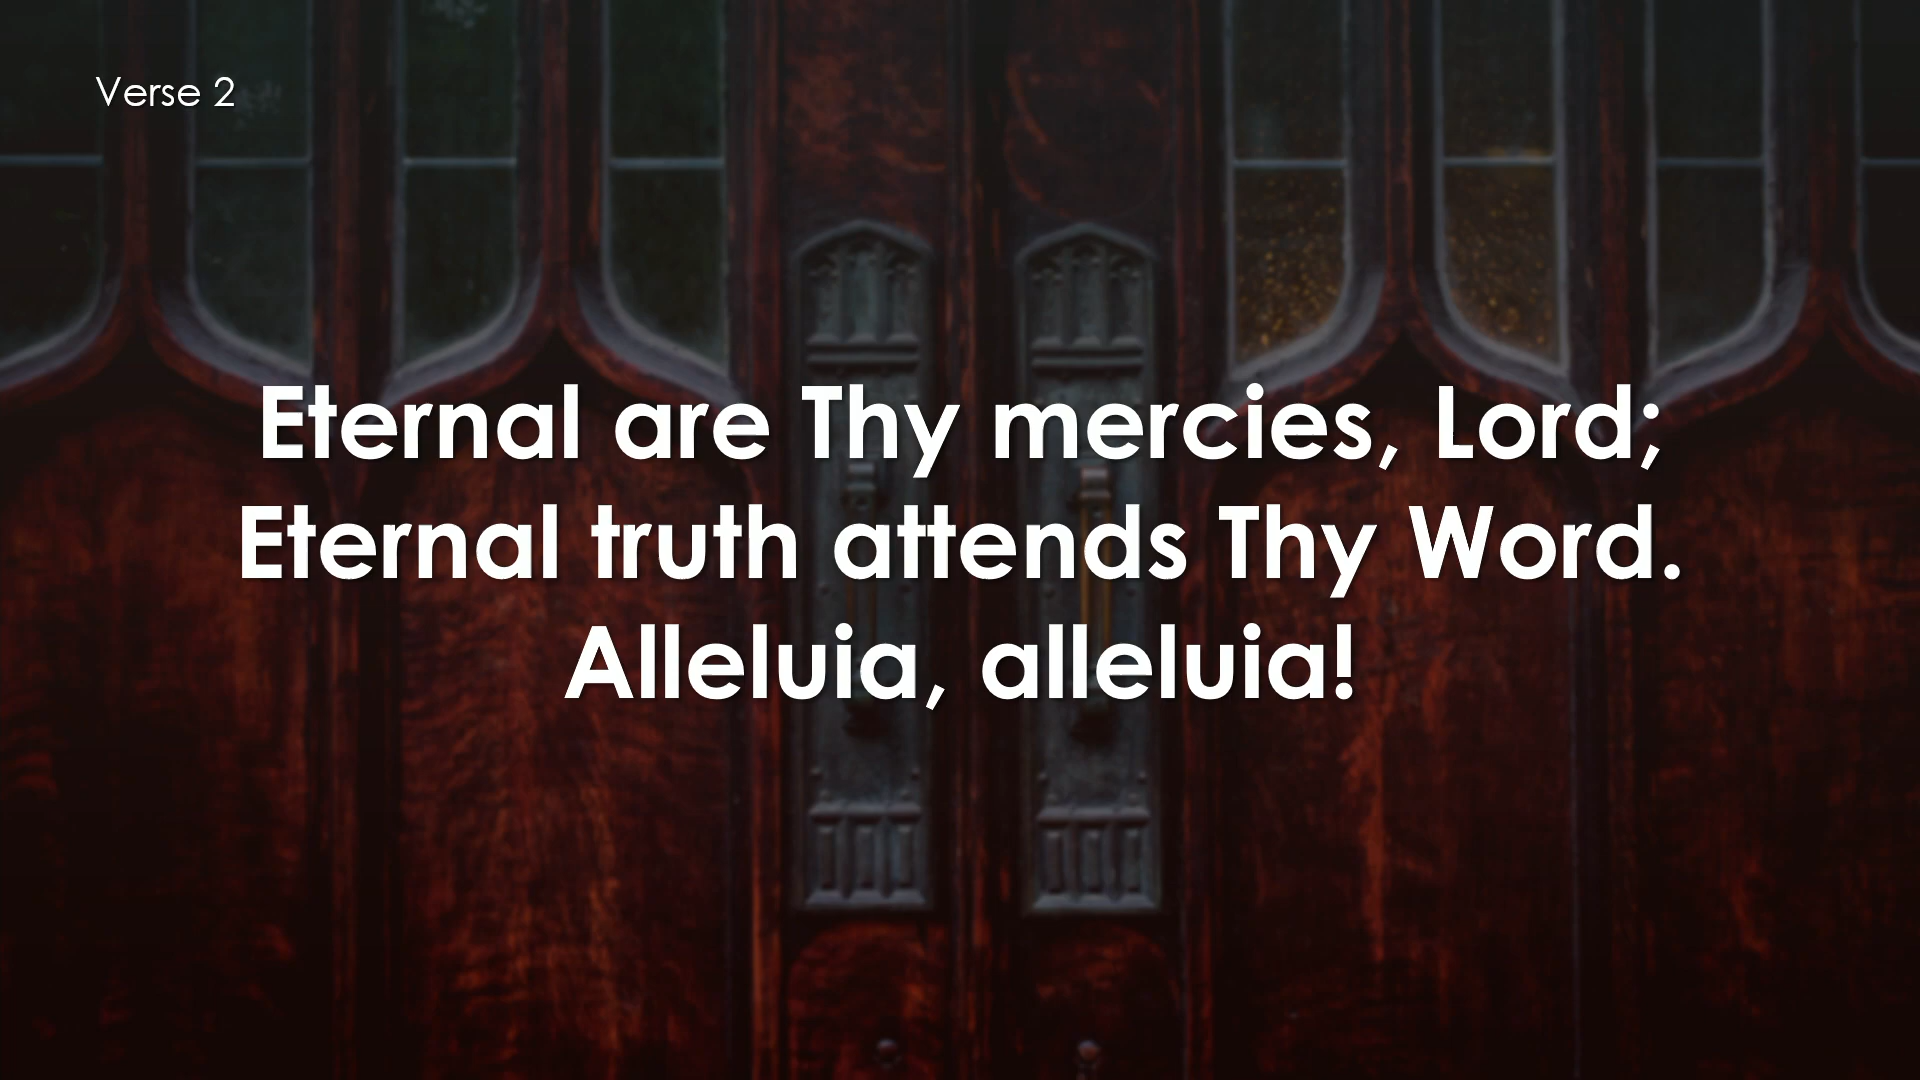 Verse 2
Eternal are Thy mercies, Lord;
Eternal truth attends Thy Word.
Alleluia, alleluia!